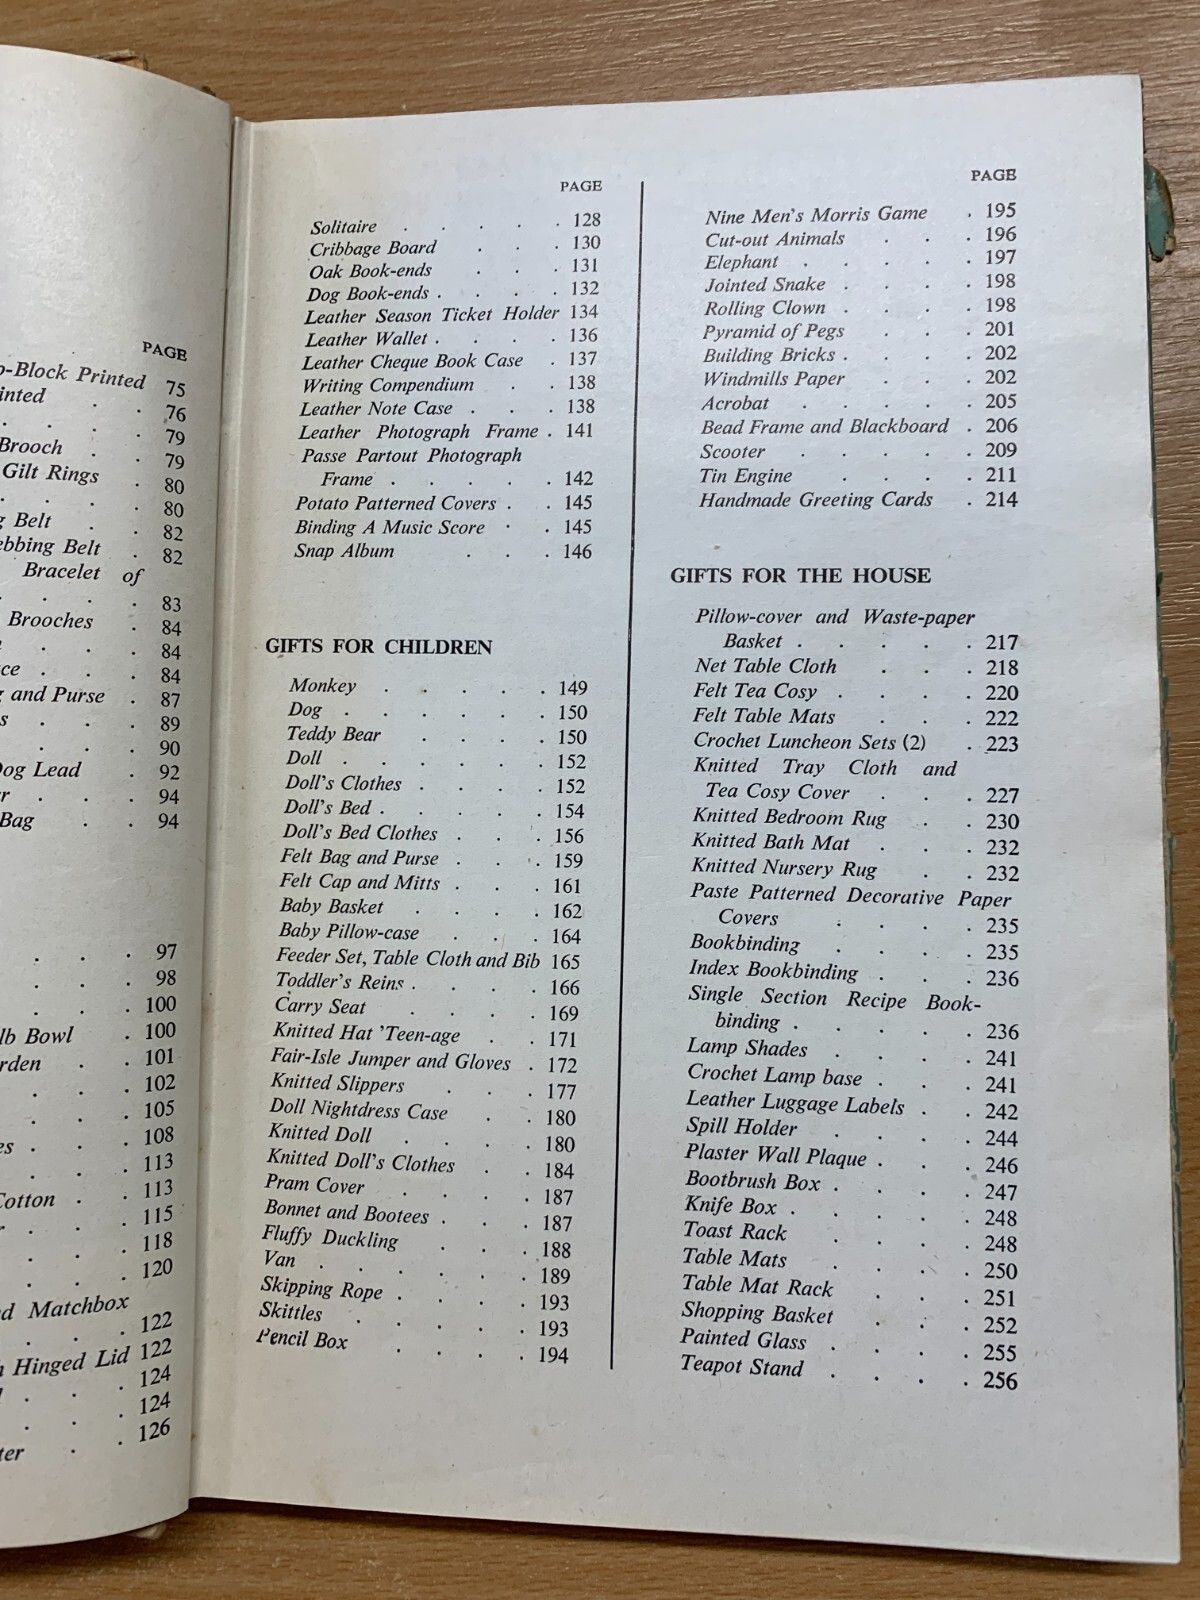 PAGE
-Block Printed 75
inted . . 76
. . . . 79
Brooch . . 79
Gilt Rings . 80
. . . . 80
Belt . . 82
ebbing Belt . 82
Bracelet of
. . . . 83
Brooches . 84
. . . 84
ce . . . 84
and Purse . 87
s . . . 89
. . . . 90
Dog Lead . 92
r . . . 94
Bag . . 94
. . . 97
. . . 98
. . . 100
lb Bowl . 100
rden . . 101
. . . 102
. . . 105
es . . . 108
. . . 113
Cotton . . 113
. . . 115
. . . 118
. . . 120
d Matchbox
. . . 122
Hinged Lid 122
. . . 124
. . . 124
. . . 126
ter . .
PAGE
Solitaire . . . . . 128
Cribbage Board . . . 130
Oak Book-ends . . . 131
Dog Book-ends . . . . 132
Leather Season Ticket Holder 134
Leather Wallet . . . . 136
Leather Cheque Book Case . 137
Writing Compendium . . 138
Leather Note Case . . . 138
Leather Photograph Frame . 141
Passe Partout Photograph
Frame . . . . . 142
Potato Patterned Covers . . 145
Binding A Music Score . . 145
Snap Album . . . 146
GIFTS FOR CHILDREN
Monkey . . . . . 149
Dog . . . . . . 150
Teddy Bear . . . . 150
Doll . . . . . . 152
Doll's Clothes . . . . 152
Doll's Bed . . . . . 154
Doll's Bed Clothes . . . 156
Felt Bag and Purse . . . 159
Felt Cap and Mitts . . . 161
Baby Basket . . . . 162
Baby Pillow-case . . . 164
Feeder Set, Table Cloth and Bib 165
Toddler's Reins . . . . 166
Carry Seat . . . . 169
Knitted Hat 'Teen-age . . 171
Fair-Isle Jumper and Gloves . 172
Knitted Slippers . . . 177
Doll Nightdress Case . . 180
Knitted Doll . . . . 180
Knitted Doll's Clothes . . 184
Pram Cover . . . . 187
Bonnet and Bootees . . . 187
Fluffy Duckling . . . 188
Van . . . . . . 189
Skipping Rope . . . . 193
Skittles . . . . . 193
Pencil Box . . . . 194
PAGE
Nine Men's Morris Game . 195
Cut-out Animals . . . 196
Elephant . . . . . 197
Jointed Snake . . . . 198
Rolling Clown . . . . 198
Pyramid of Pegs . . . 201
Building Bricks . . . . 202
Windmills Paper . . . 202
Acrobat . . . . . 205
Bead Frame and Blackboard . 206
Scooter . . . . . 209
Tin Engine . . . . 211
Handmade Greeting Cards . 214
GIFTS FOR THE HOUSE
Pillow-cover and Waste-paper
Basket . . . . . 217
Net Table Cloth . . . 218
Felt Tea Cosy . . . . 220
Felt Table Mats . . . 222
Crochet Luncheon Sets (2) . 223
Knitted Tray Cloth and
Tea Cosy Cover . . . 227
Knitted Bedroom Rug . . 230
Knitted Bath Mat . . . 232
Knitted Nursery Rug . . 232
Paste Patterned Decorative Paper
Covers . . . . 235
Bookbinding . . . . 235
Index Bookbinding . . . 236
Single Section Recipe Book-
binding . . . . . 236
Lamp Shades . . . . 241
Crochet Lamp base . . . 241
Leather Luggage Labels . . 242
Spill Holder . . . . 244
Plaster Wall Plaque . . . 246
Bootbrush Box . . . . 247
Knife Box . . . . . 248
Toast Rack . . . . 248
Table Mats . . . . 250
Table Mat Rack . . . 251
Shopping Basket . . . 252
Painted Glass . . . . 255
Teapot Stand . . . . 256